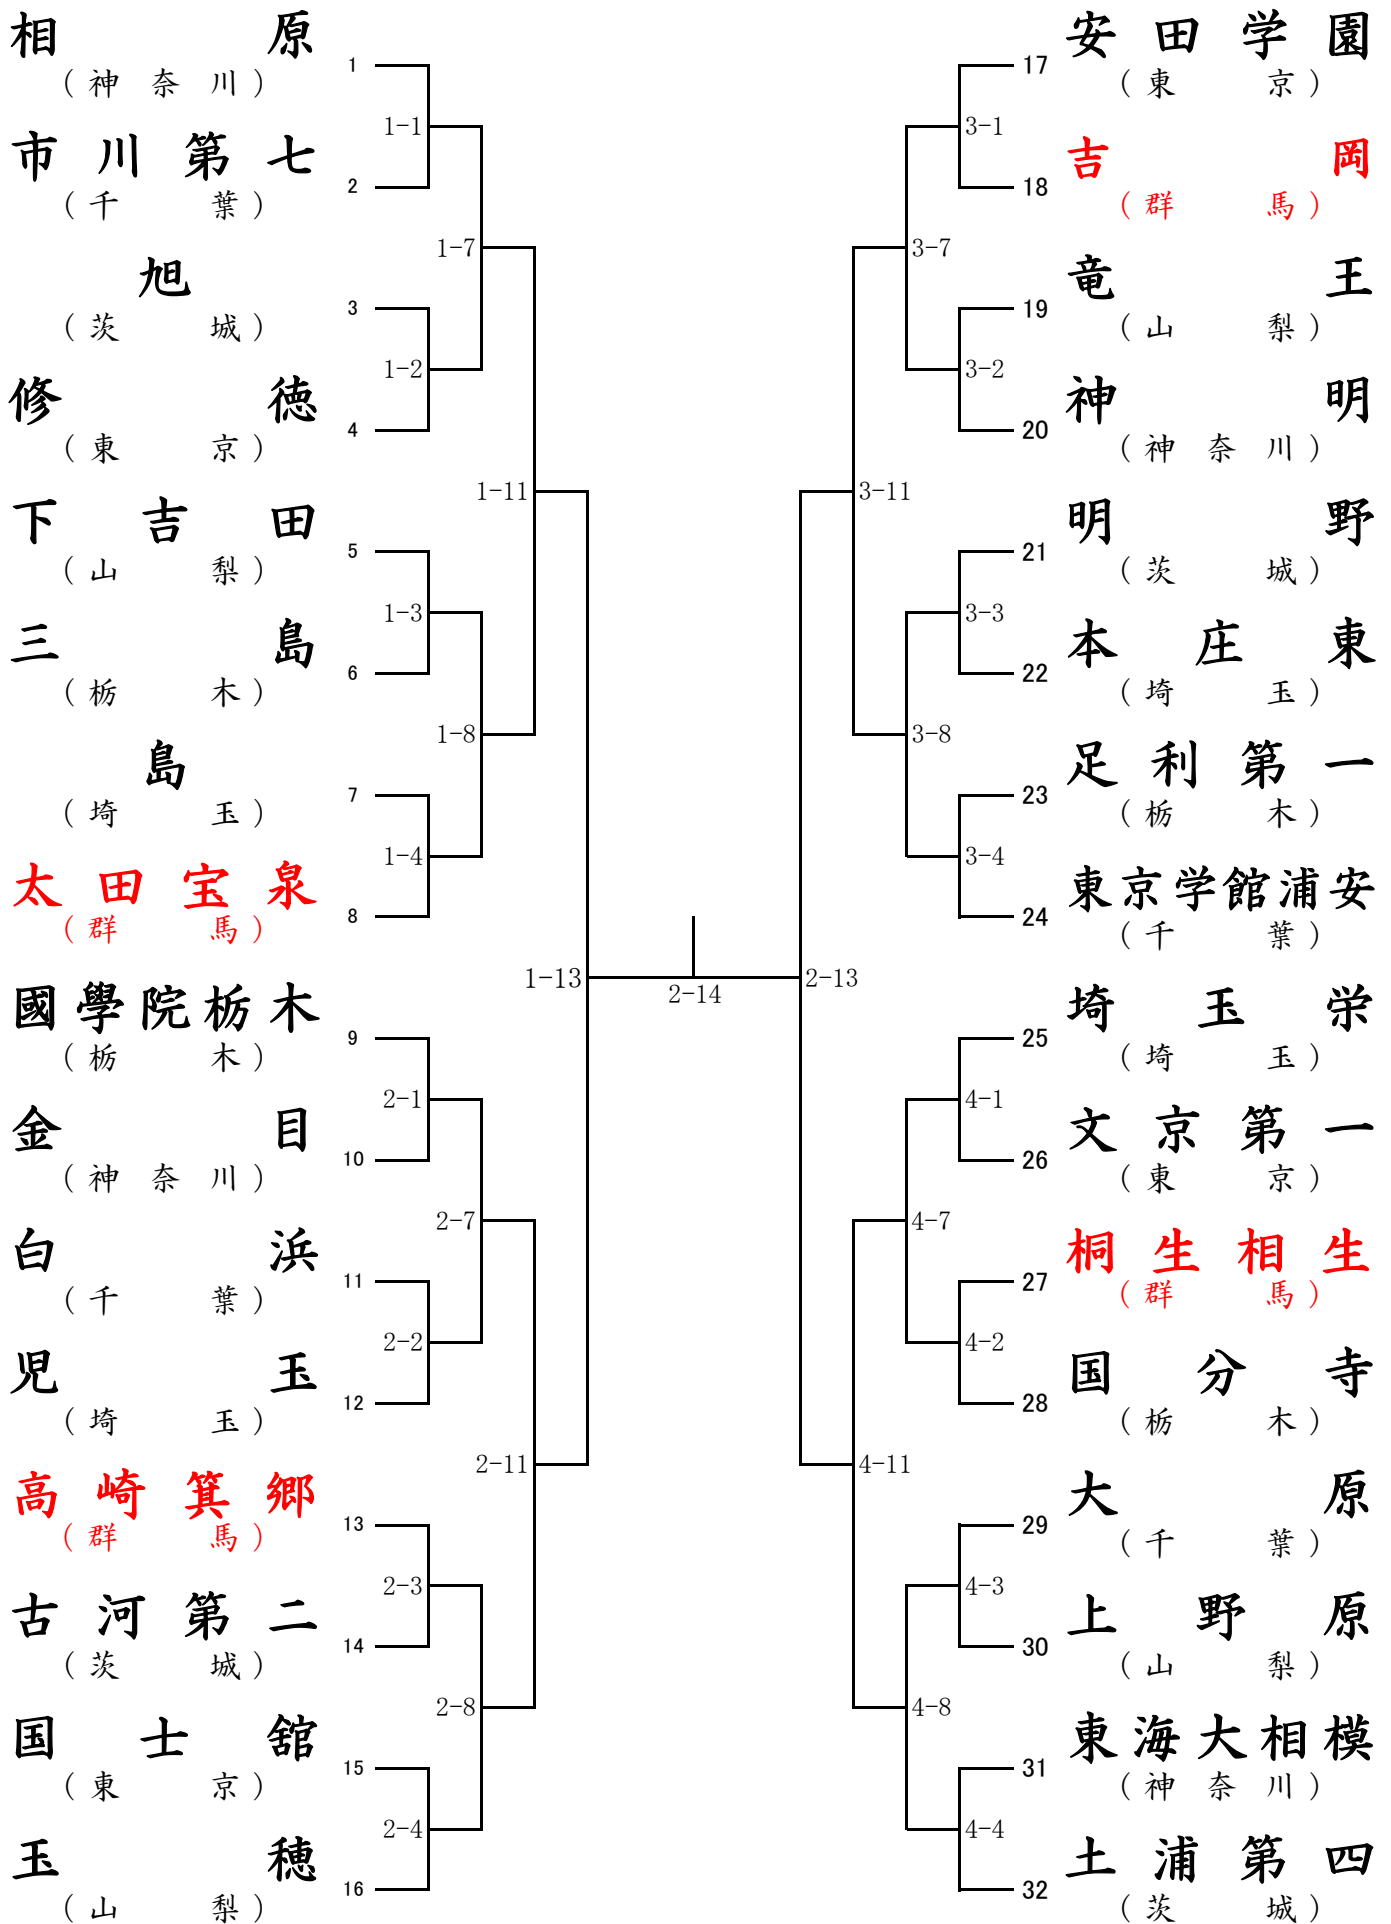 相原
(神奈川)
1
1-1
市川第七
(千葉)
2
1-7
旭
(茨城)
3
1-2
修徳
(東京)
4
1-11
下吉田
(山梨)
5
1-3
三島
(栃木)
6
1-8
島
(埼玉)
7
1-4
太田宝泉
(群馬)
8
1-13
國學院栃木
(栃木)
9
2-1
金目
(神奈川)
10
2-7
白浜
(千葉)
11
2-2
児玉
(埼玉)
12
2-11
高崎箕郷
(群馬)
13
2-3
古河第二
(茨城)
14
2-8
国士舘
(東京)
15
2-4
玉穂
(山梨)
16
2-14
17
安田学園
(東京)
3-1
18
吉岡
(群馬)
3-7
19
竜王
(山梨)
3-2
20
神明
(神奈川)
3-11
21
明野
(茨城)
3-3
22
本庄東
(埼玉)
3-8
23
足利第一
(栃木)
3-4
24
東京学館浦安
(千葉)
2-13
25
埼玉栄
(埼玉)
4-1
26
文京第一
(東京)
4-7
27
桐生相生
(群馬)
4-2
28
国分寺
(栃木)
4-11
29
大原
(千葉)
4-3
30
上野原
(山梨)
4-8
31
東海大相模
(神奈川)
4-4
32
土浦第四
(茨城)